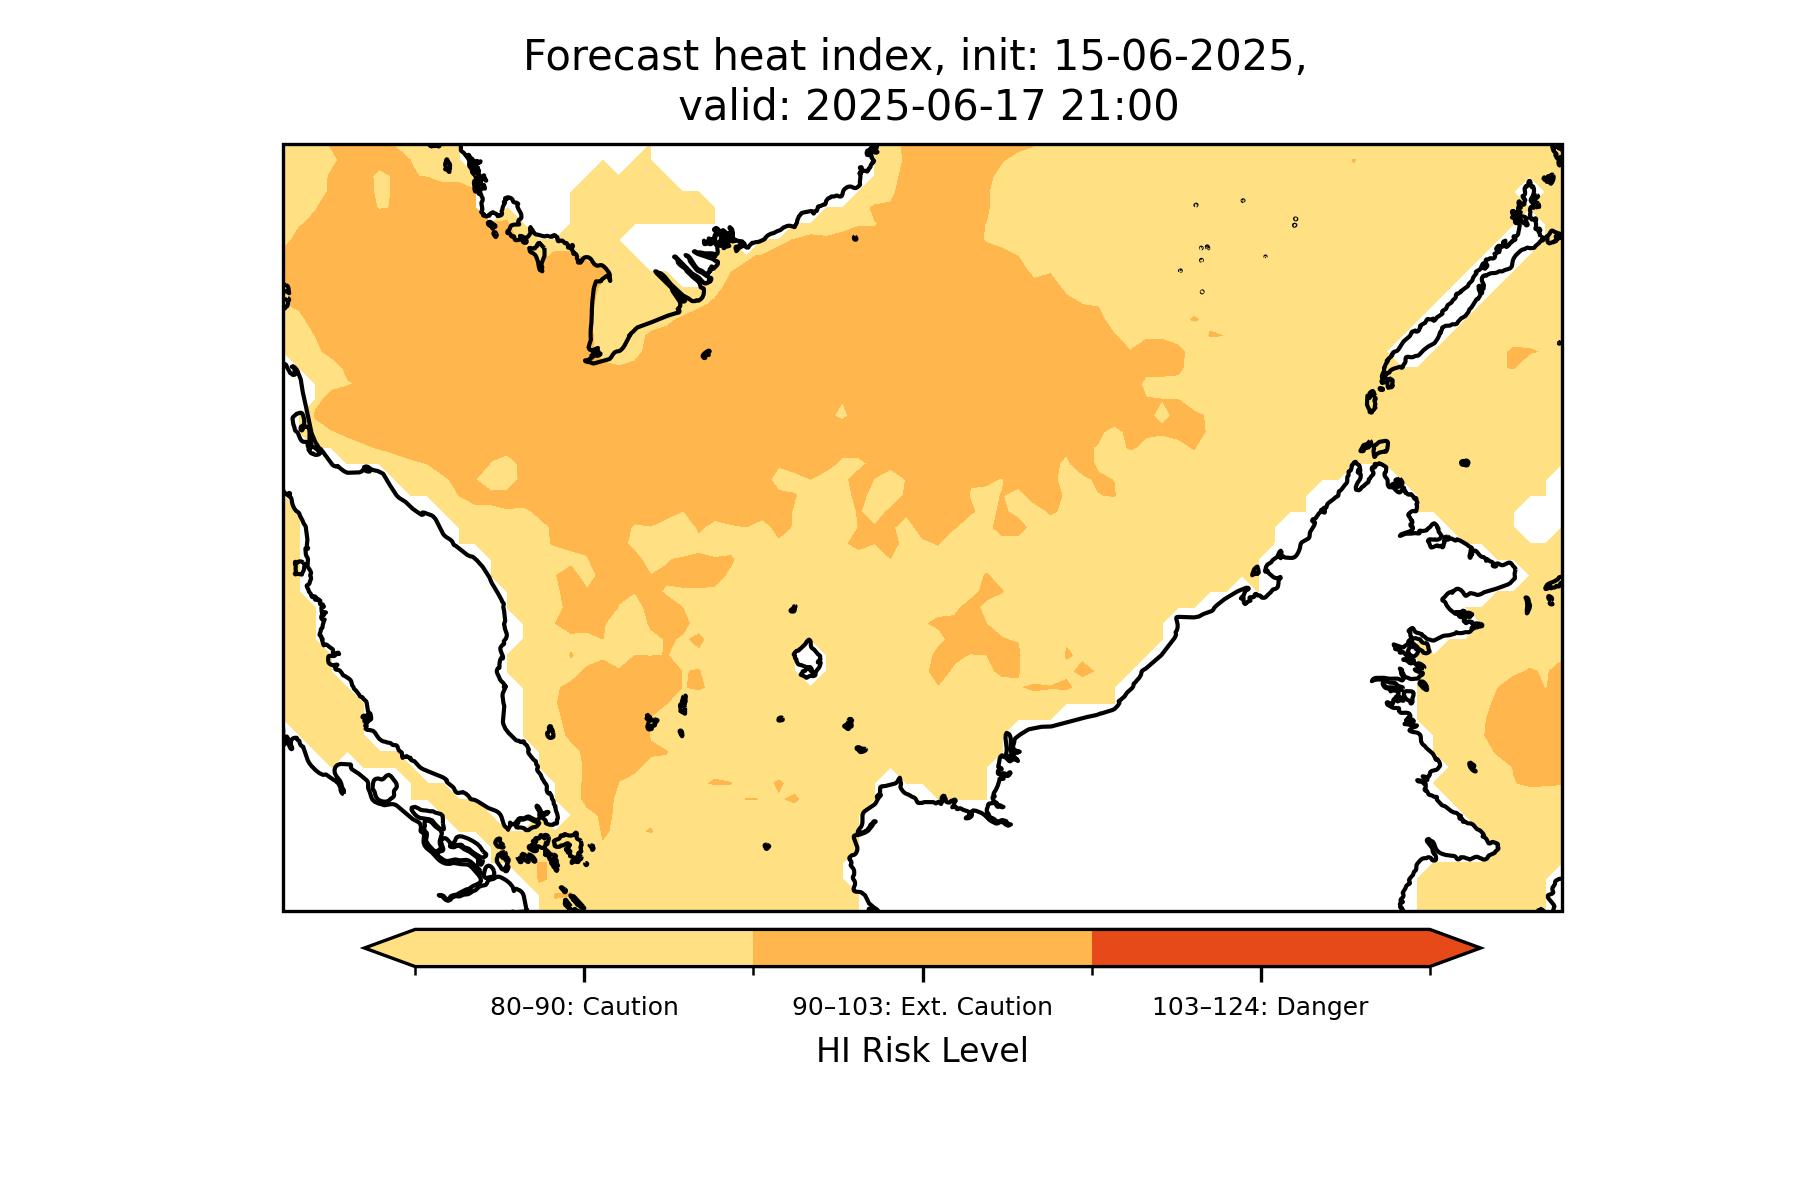 Forecast heat index, init: 15-06-2025,
valid: 2025-06-17 21:00
80–90: Caution
90–103: Ext. Caution
103–124: Danger
HI Risk Level